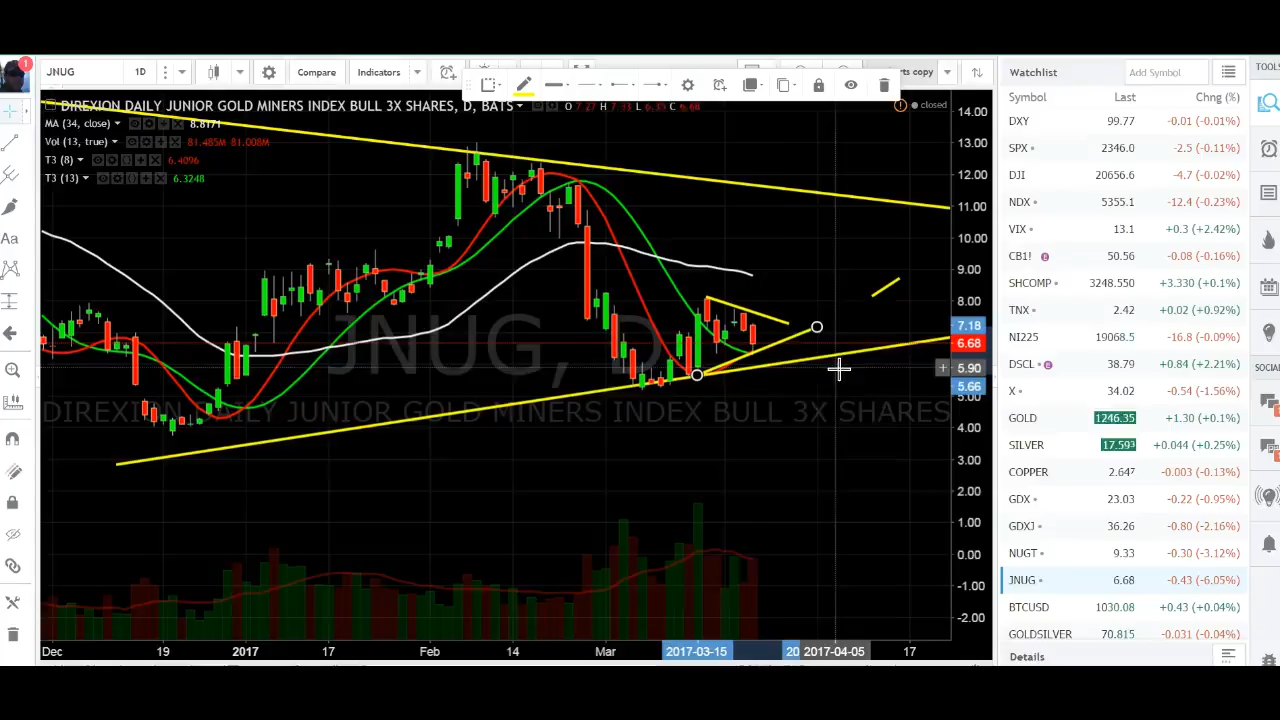 1
JNUG 1D Compare Indicators
rts copy
Watchlist
Add Symbol
TOOLS
DIREXION DAILY JUNIOR GOLD MINERS INDEX BULL 3X SHARES, D, BATS
closed
MA (34, close) 8.8171
Vol (13, true) 81.485M 81.008M
T3 (8) 6.4096
T3 (13) 6.3248
Aa
JNUG, D
DIREXION DAILY JUNIOR GOLD MINERS INDEX BULL 3X SHARES
14.00
13.00
12.00
11.00
10.00
9.00
8.00
7.18
6.68
5.90
5.66
5.00
4.00
3.00
2.00
1.00
0.00
-1.00
-2.00
Dec 19 2017 17 Feb 14 Mar 2017-03-15 20 2017-04-05 17
Symbol Last Chng (%)
DXY 99.77 -0.01 (-0.01%)
SPX 2346.0 -2.5 (-0.11%)
DJI 20656.6 -4.7 (-0.02%)
NDX 5355.1 -12.4 (-0.23%)
VIX 13.1 +0.3 (+2.42%)
CB1! 50.56 -0.08 (-0.16%)
SHCOMP 3248.550 +3.330 (+0.1%)
TNX 2.42 +0.02 (+0.92%)
NI225 19068.5 -16.8 (-0.09%)
DSCL 38.79 +0.84 (+2.21%)
X 34.02 -0.54 (-1.56%)
GOLD 1246.35 +1.30 (+0.1%)
SILVER 17.593 +0.044 (+0.25%)
COPPER 2.647 -0.003 (-0.13%)
GDX 23.03 -0.22 (-0.95%)
GDXJ 36.26 -0.80 (-2.16%)
NUGT 9.33 -0.30 (-3.12%)
JNUG 6.68 -0.43 (-6.05%)
BTCUSD 1030.08 +0.43 (+0.04%)
GOLDSILVER 70.815 -0.031 (-0.04%)
Details
SOCIAL